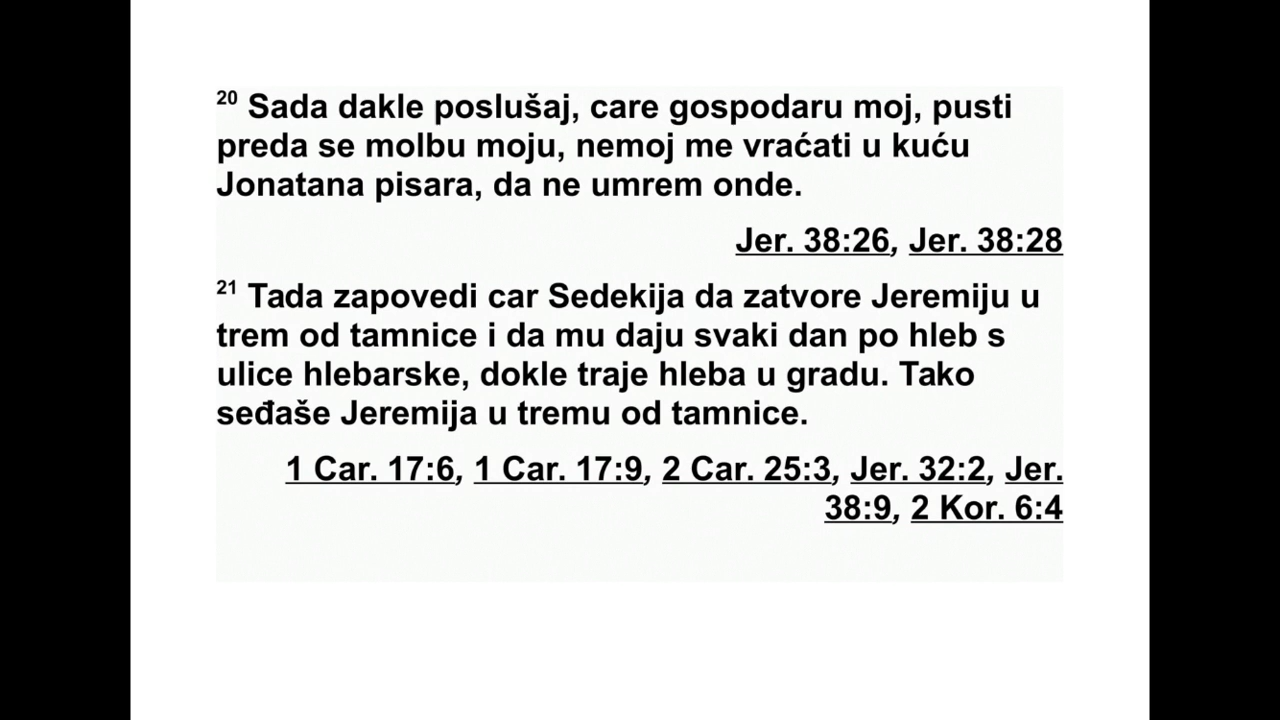 20 Sada dakle poslušaj, care gospodaru moj, pusti
preda se molbu moju, nemoj me vraćati u kuću
Jonatana pisara, da ne umrem onde.
Jer. 38:26, Jer. 38:28
21 Tada zapovedi car Sedekija da zatvore Jeremiju u
trem od tamnice i da mu daju svaki dan po hleb s
ulice hlebarske, dokle traje hleba u gradu. Tako
seđaše Jeremija u tremu od tamnice.
1 Car. 17:6, 1 Car. 17:9, 2 Car. 25:3, Jer. 32:2, Jer.
38:9, 2 Kor. 6:4